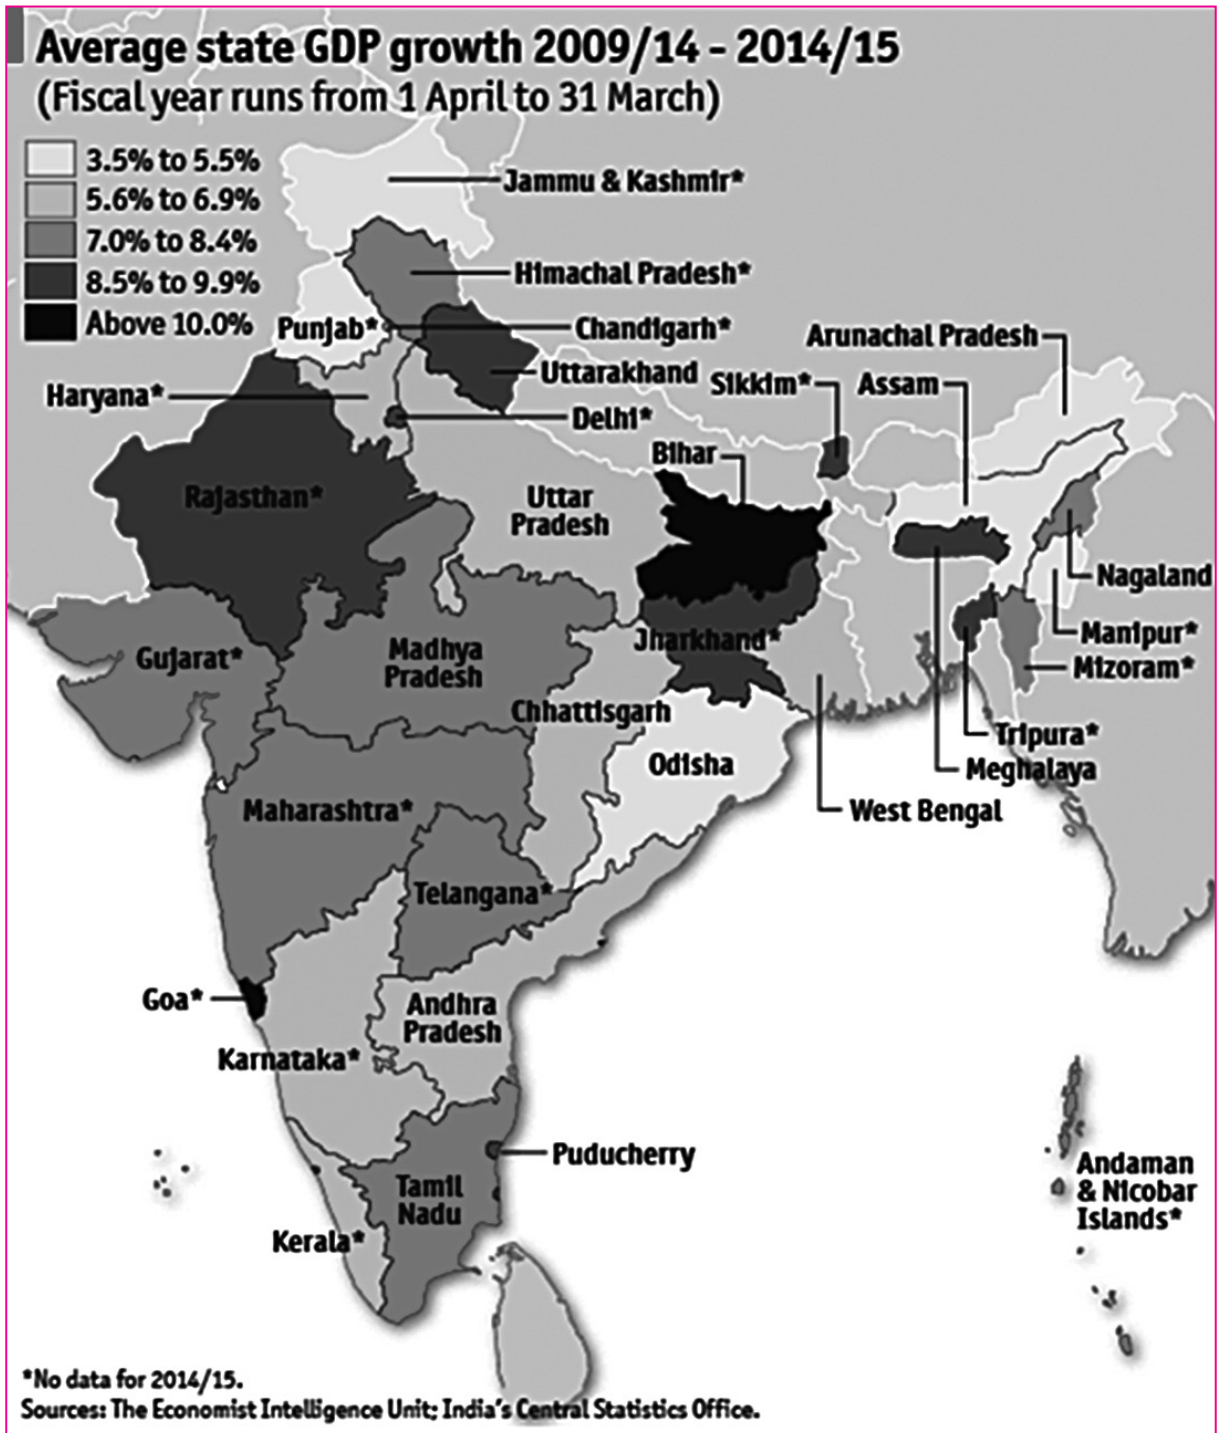 Average state GDP growth 2009/14 - 2014/15
(Fiscal year runs from 1 April to 31 March)
3.5% to 5.5%
5.6% to 6.9%
7.0% to 8.4%
8.5% to 9.9%
Above 10.0%
Jammu & Kashmir*
Himachal Pradesh*
Punjab*
Chandigarh*
Arunachal Pradesh
Uttarakhand
Sikkim*
Assam
Haryana*
Delhi*
Bihar
Rajasthan*
Uttar
Pradesh
Nagaland
Manipur*
Mizoram*
Gujarat*
Madhya
Pradesh
Jharkhand*
Chhattisgarh
Tripura*
Meghalaya
Odisha
West Bengal
Maharashtra*
Telangana*
Goa*
Andhra
Pradesh
Karnataka*
Puducherry
Tamil
Nadu
Andaman
& Nicobar
Islands*
Kerala*
*No data for 2014/15.
Sources: The Economist Intelligence Unit; India's Central Statistics Office.